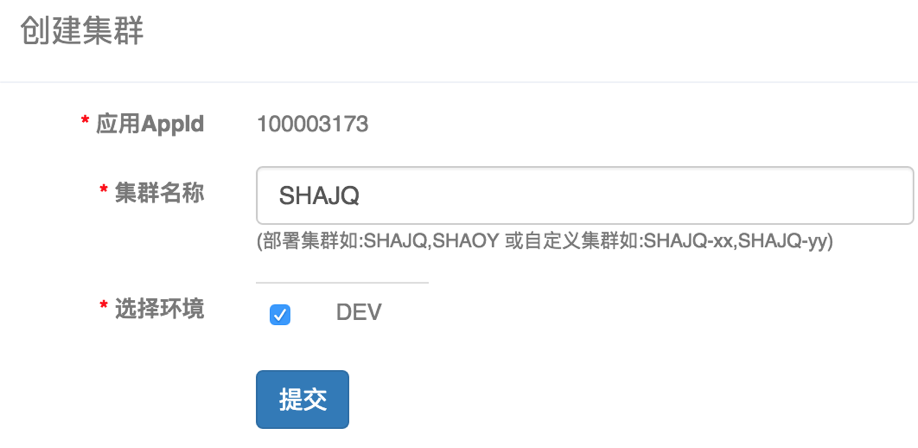 创建集群
* 应用AppId 100003173
* 集群名称 SHAJQ
(部署集群如:SHAJQ,SHAOY 或自定义集群如:SHAJQ-xx,SHAJQ-yy)
* 选择环境 DEV
提交